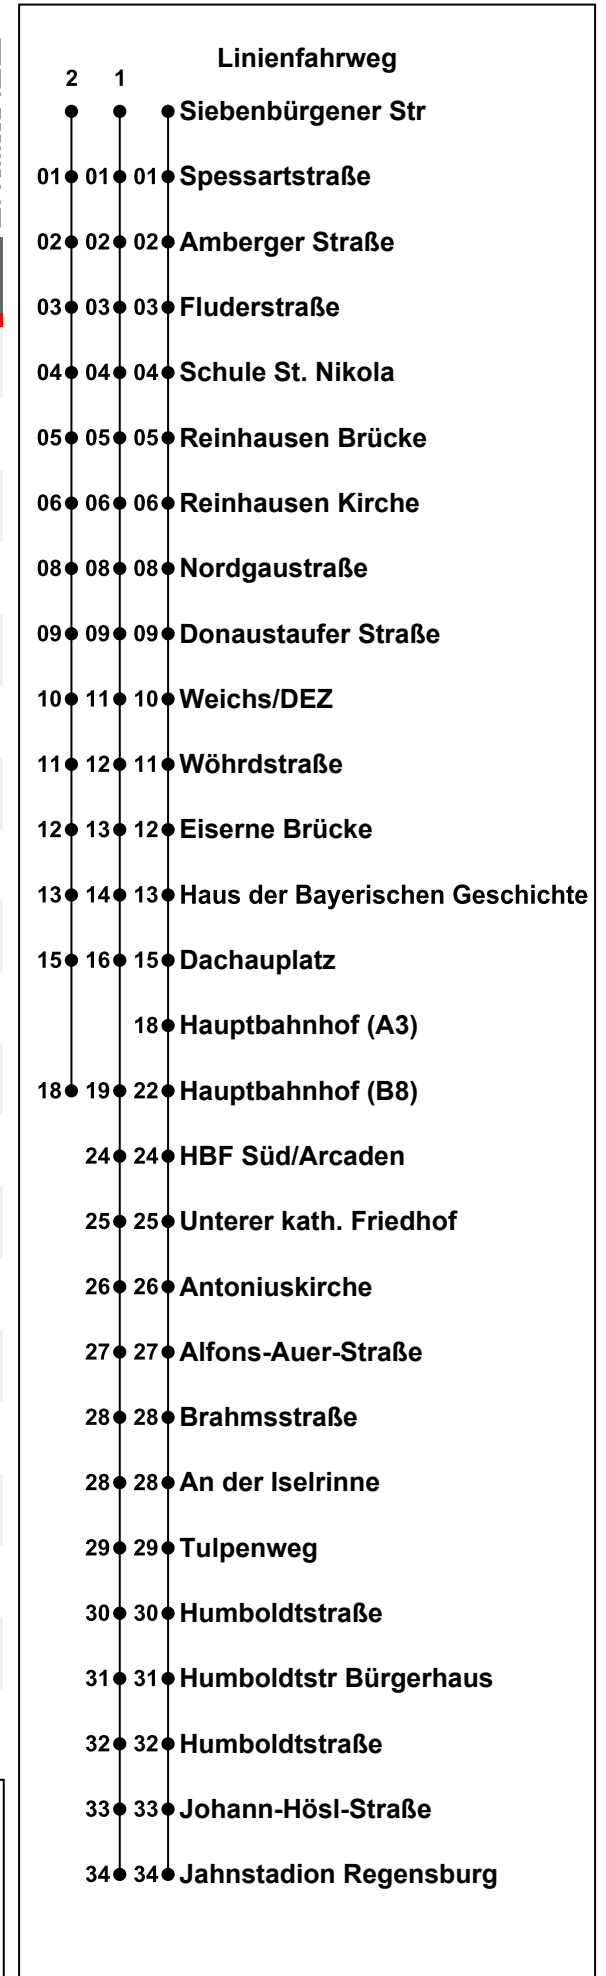 Linienfahrweg
2 1
Siebenbürgener Str
01 01 01 Spessartstraße
02 02 02 Amberger Straße
03 03 03 Fluderstraße
04 04 04 Schule St. Nikola
05 05 05 Reinhausen Brücke
06 06 06 Reinhausen Kirche
08 08 08 Nordgaustraße
09 09 09 Donaustaufer Straße
10 11 10 Weichs/DEZ
11 12 11 Wöhrdstraße
12 13 12 Eiserne Brücke
13 14 13 Haus der Bayerischen Geschichte
15 16 15 Dachauplatz
18 Hauptbahnhof (A3)
18 19 22 Hauptbahnhof (B8)
24 24 HBF Süd/Arcaden
25 25 Unterer kath. Friedhof
26 26 Antoniuskirche
27 27 Alfons-Auer-Straße
28 28 Brahmsstraße
28 28 An der Iselrinne
29 29 Tulpenweg
30 30 Humboldtstraße
31 31 Humboldtstr Bürgerhaus
32 32 Humboldtstraße
33 33 Johann-Hösl-Straße
34 34 Jahnstadion Regensburg